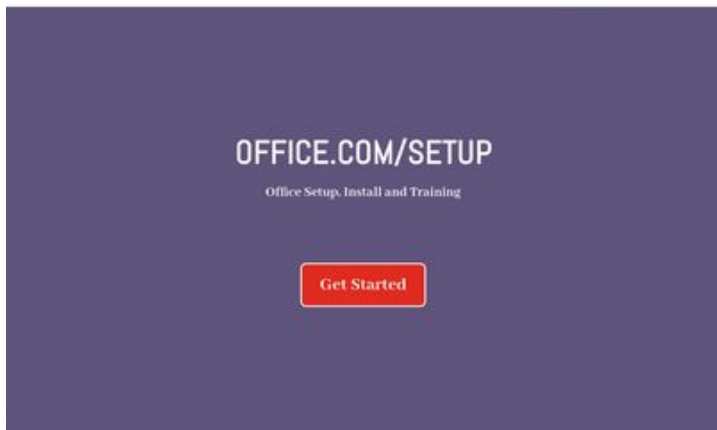 OFFICE.COM/SETUP
Office Setup, Install and Training
Get Started